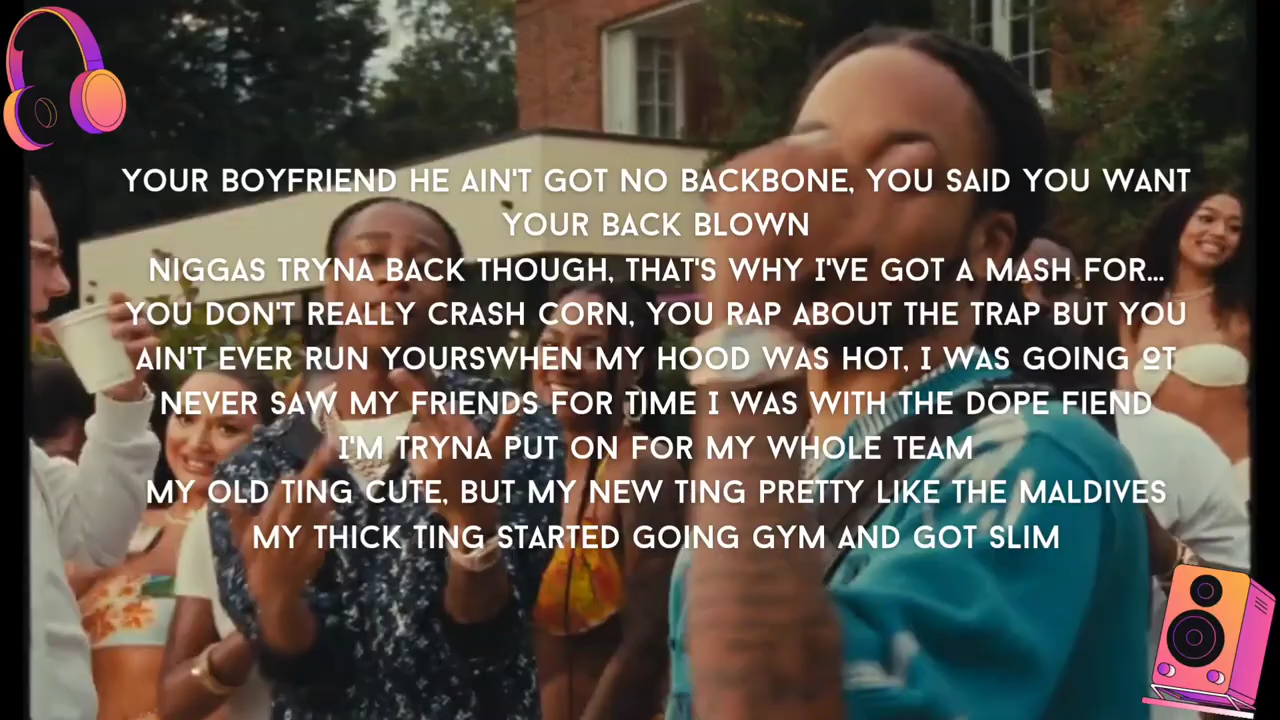 YOUR BOYFRIEND HE AIN'T GOT NO BACKBONE, YOU SAID YOU WANT
YOUR BACK BLOWN
NIGGAS TRYNA BACK THOUGH, THAT'S WHY I'VE GOT A MASH FOR...
YOU DON'T REALLY CRASH CORN, YOU RAP ABOUT THE TRAP BUT YOU
AIN'T EVER RUN YOURSWHEN MY HOOD WAS HOT, I WAS GOING OT
NEVER SAW MY FRIENDS FOR TIME I WAS WITH THE DOPE FIEND
I'M TRYNA PUT ON FOR MY WHOLE TEAM
MY OLD TING CUTE, BUT MY NEW TING PRETTY LIKE THE MALDIVES
MY THICK TING STARTED GOING GYM AND GOT SLIM